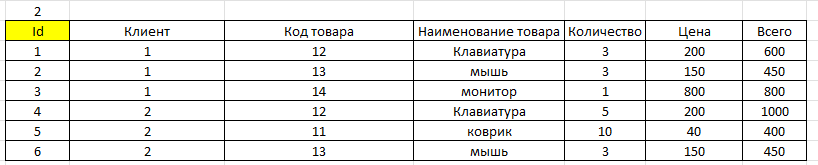 2
Id Клиент Код товара Наименование товара Количество Цена Всего
1 1 12 Клавиатура 3 200 600
2 1 13 мышь 3 150 450
3 1 14 монитор 1 800 800
4 2 12 Клавиатура 5 200 1000
5 2 11 коврик 10 40 400
6 2 13 мышь 3 150 450